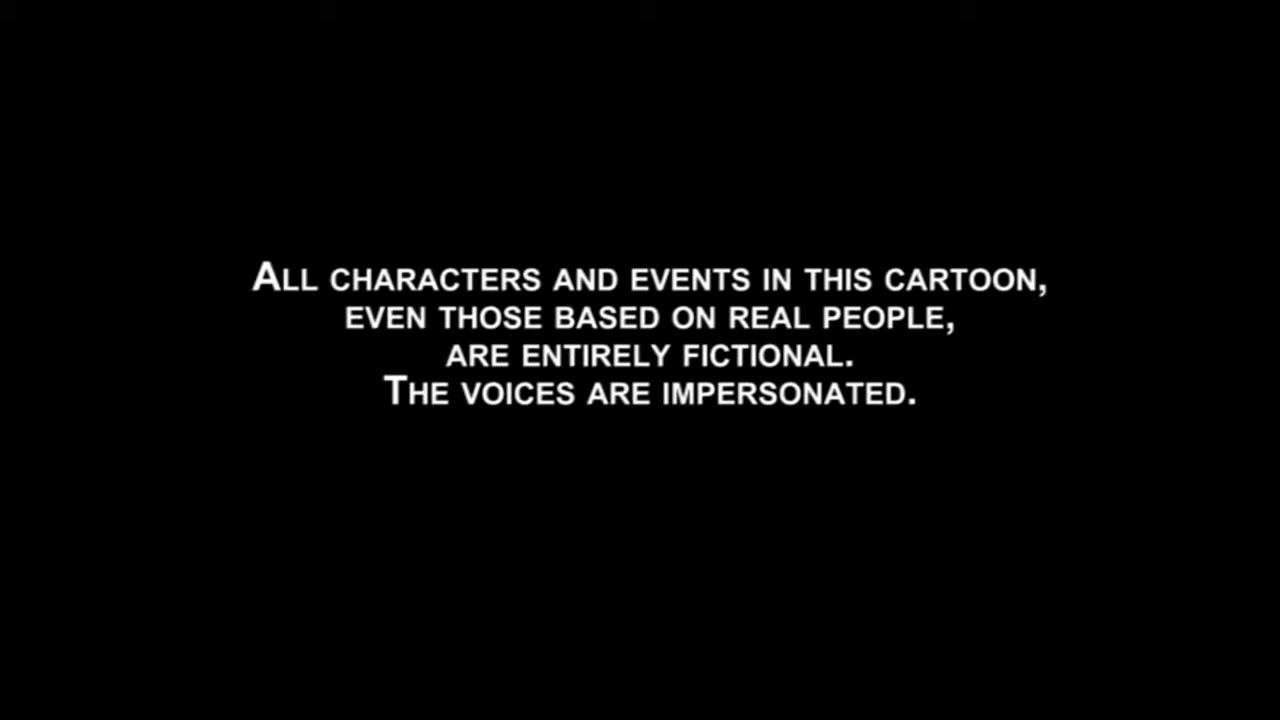 ALL CHARACTERS AND EVENTS IN THIS CARTOON,
EVEN THOSE BASED ON REAL PEOPLE,
ARE ENTIRELY FICTIONAL.
THE VOICES ARE IMPERSONATED.